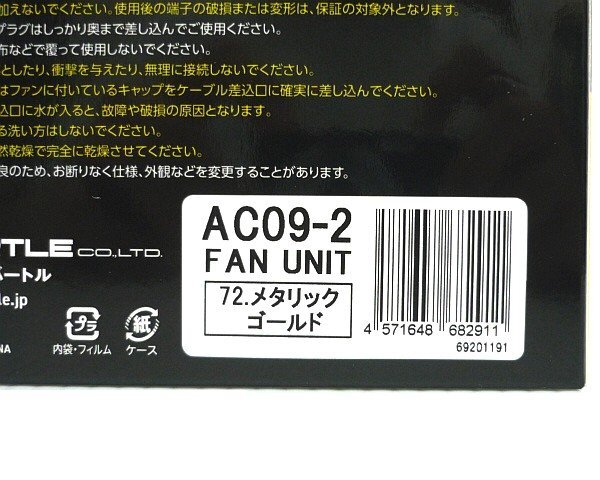 加えないでください。使用後の端子の破損または変形は、保証の対象外となります。
プラグはしっかり奥まで差し込んでご使用ください。
布などで覆って使用しないでください。
としたり、衝撃を与えたり、無理に接続しないでください。
はファンに付いているキャップをケーブル差込口に確実に差し込んでください。
込口に水が入ると、故障や破損の原因となります。
る洗い方はしないでください。
然乾燥で完全に乾燥させてください。
良のため、お断りなく仕様、外観などを変更することがあります。
AC09-2
FAN UNIT
72.メタリック
ゴールド
4 571648 682911
69201191
TLE CO.,LTD.
バートル
le.jp
プラ
紙
内袋・フィルム
ケース
NA